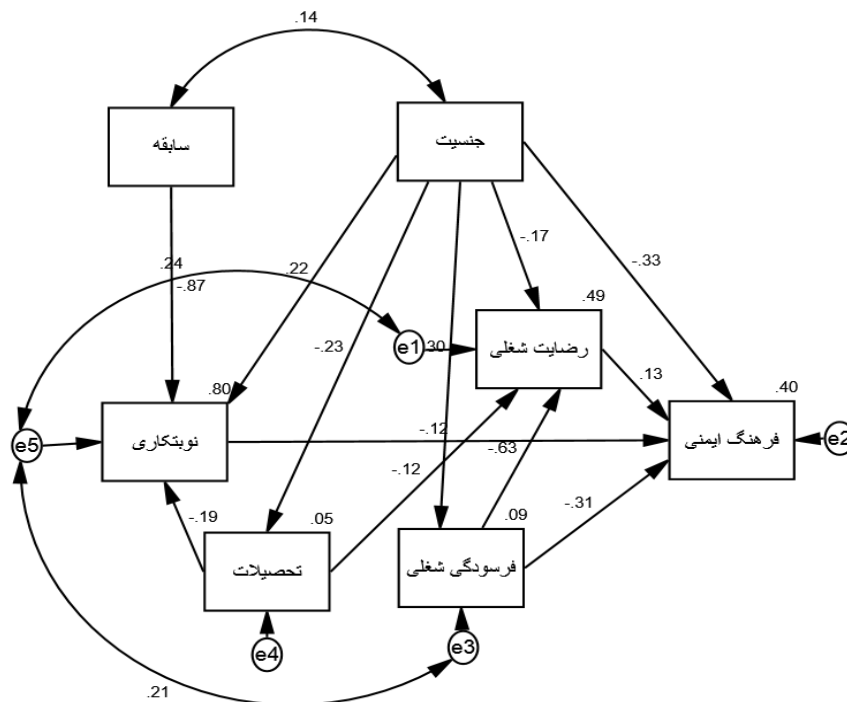 .14
سابقه
جنسیت
-.17
-.33
.24
.22
-.87
.49
-.23
e1
.30
رضایت شغلی
.13
.80
.40
نوبتکاری
-.12
فرهنگ ایمنی
e5
e2
-.12
-.63
-.31
-.19
.05
.09
تحصیلات
فرسودگی شغلی
e4
e3
.21